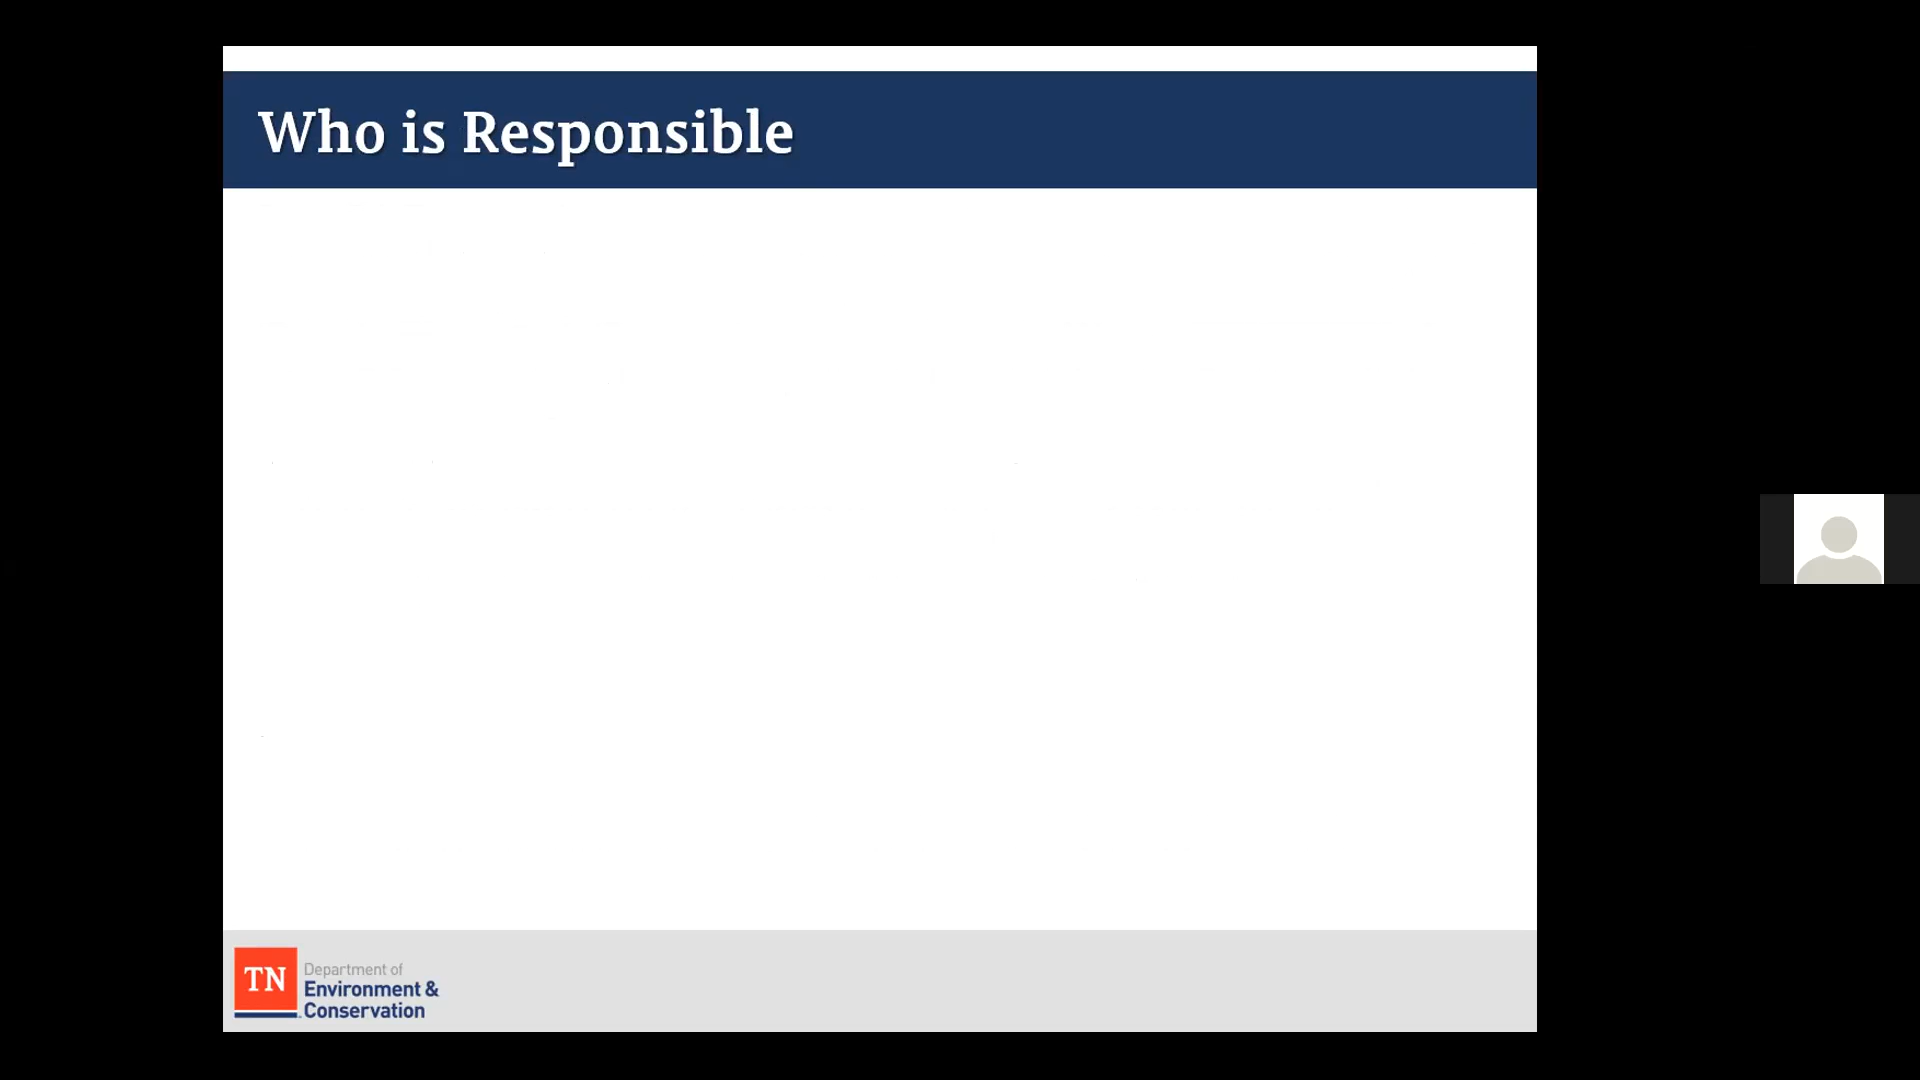 Who is Responsible
TN
Department of
Environment &
Conservation